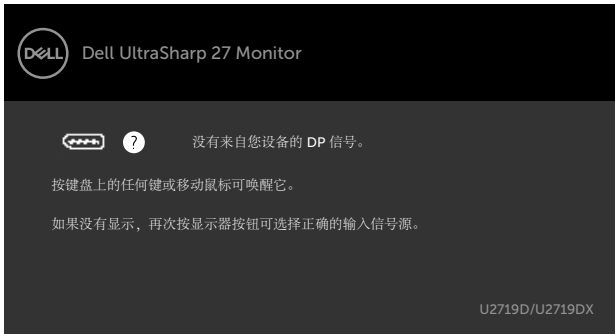 DELL
Dell UltraSharp 27 Monitor
?
没有来自您设备的 DP 信号。
按键盘上的任何键或移动鼠标可唤醒它。
如果没有显示，再次按显示器按钮可选择正确的输入信号源。
U2719D/U2719DX